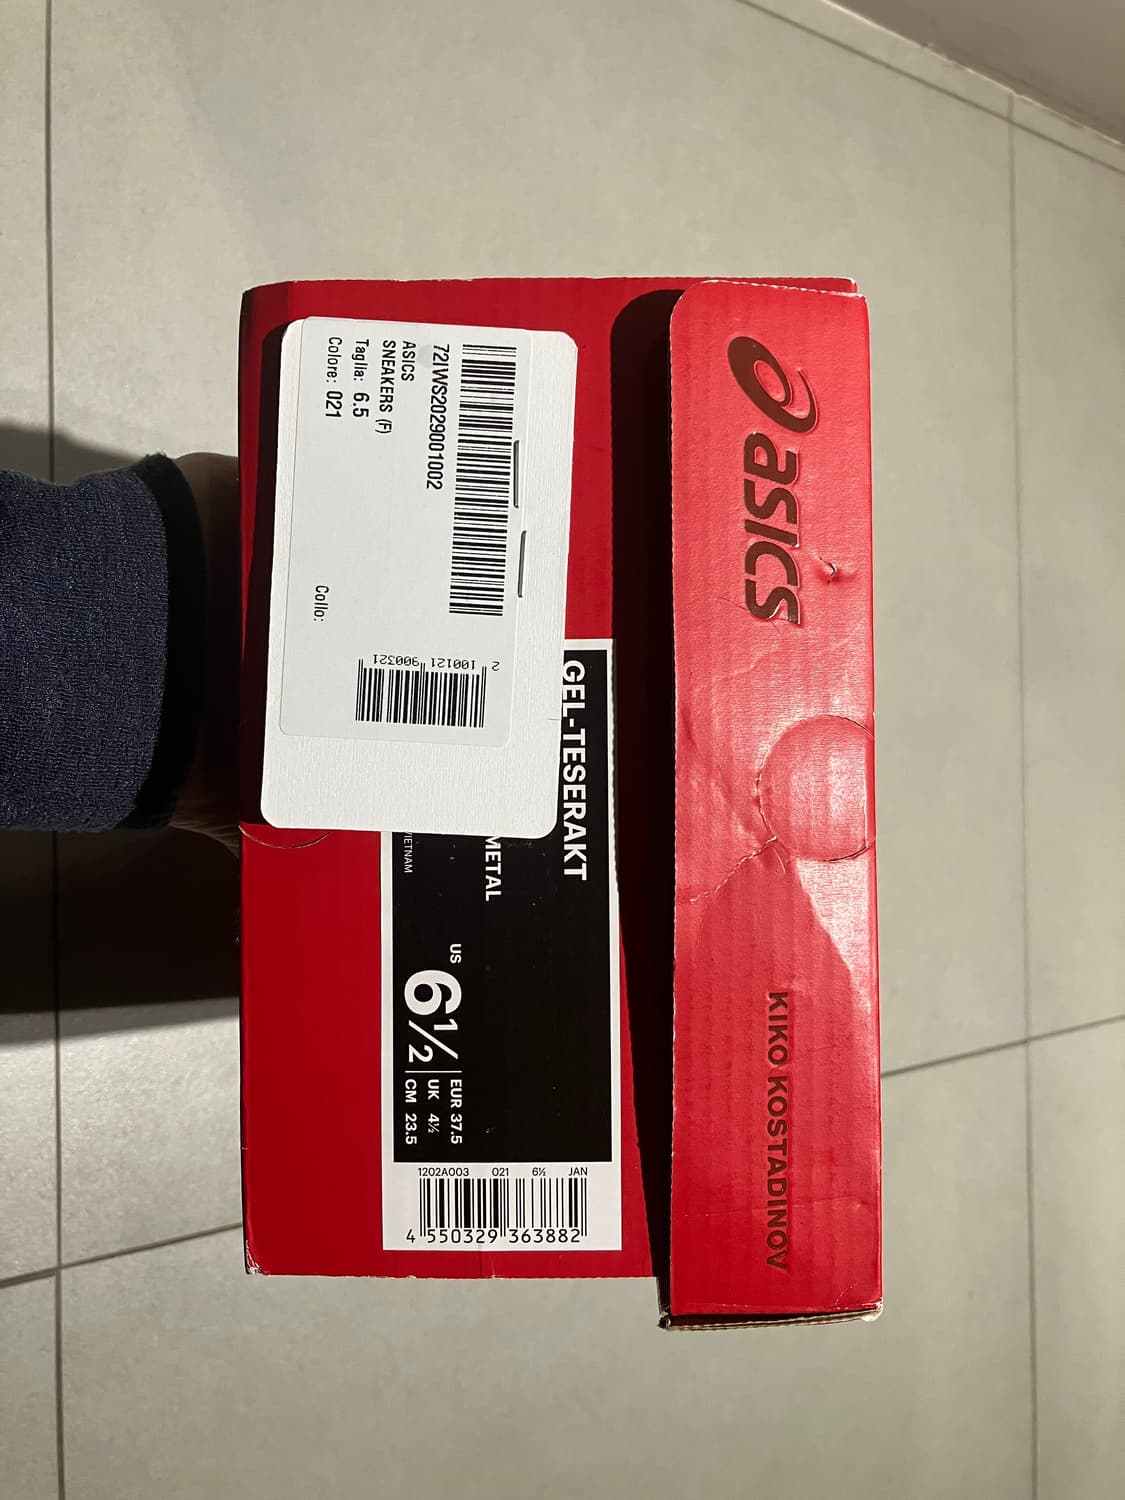 asics
KIKO KOSTADINOV
72IWS2029001002
ASICS
SNEAKERS (F)
Taglia: 6.5
Colore: 021
Collo:
2 100121 900321
GEL-TESERAKT
METAL
VIETNAM
US
6½
EUR 37.5
UK 4½
CM 23.5
1202A003 021 6½ JAN
4 550329 363882